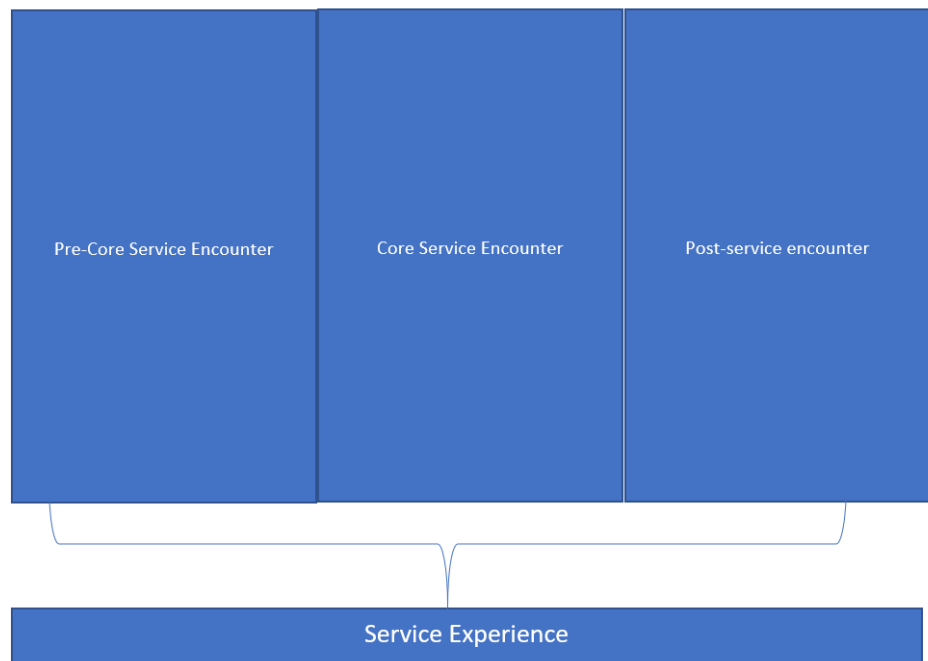 Pre-Core Service Encounter
Core Service Encounter
Post-service encounter
Service Experience